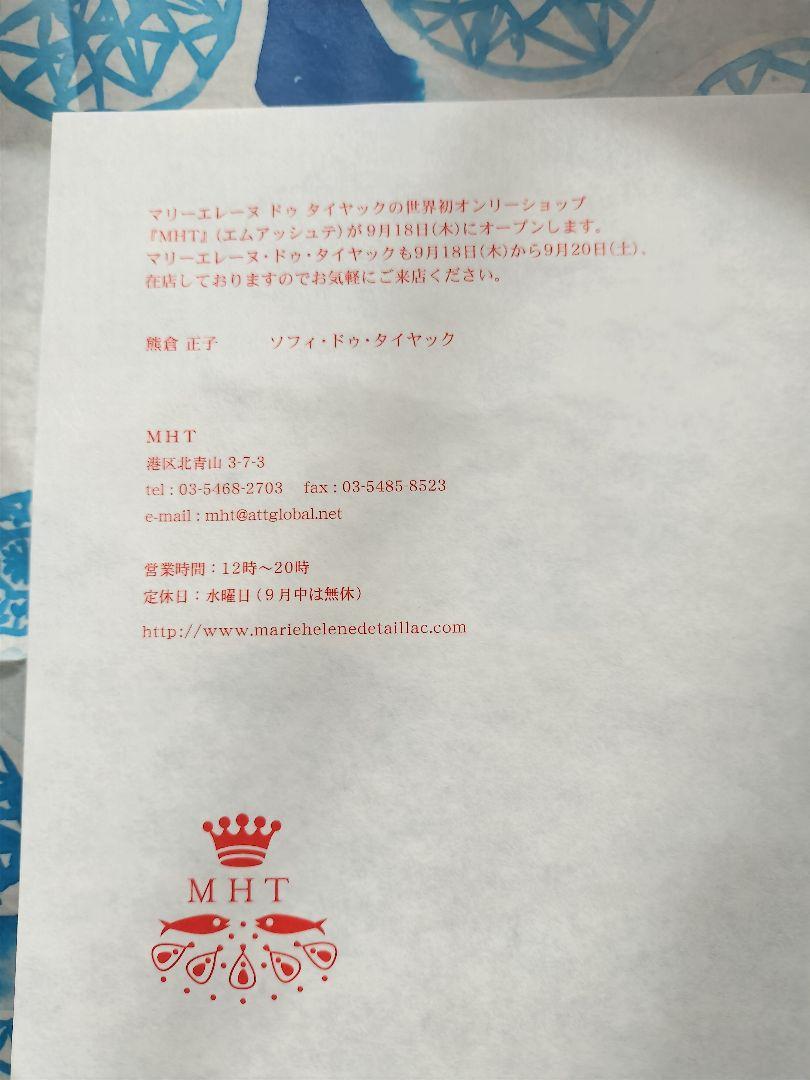 マリーエレーヌ ドゥ タイヤックの世界初オンリーショップ
『MHT』(エムアッシュテ)が9月18日(木)にオープンします。
マリーエレーヌ・ドゥ・タイヤックも9月18日(木)から9月20日(土)、
在店しておりますのでお気軽にご来店ください。
熊倉 正子　　ソフィ・ドゥ・タイヤック
MHT
港区北青山 3-7-3
tel : 03-5468-2703　fax : 03-5485-8523
e-mail : mht@attglobal.net
営業時間：12時〜20時
定休日：水曜日(9月中は無休)
http://www.mariehelenedetaillac.com
MHT